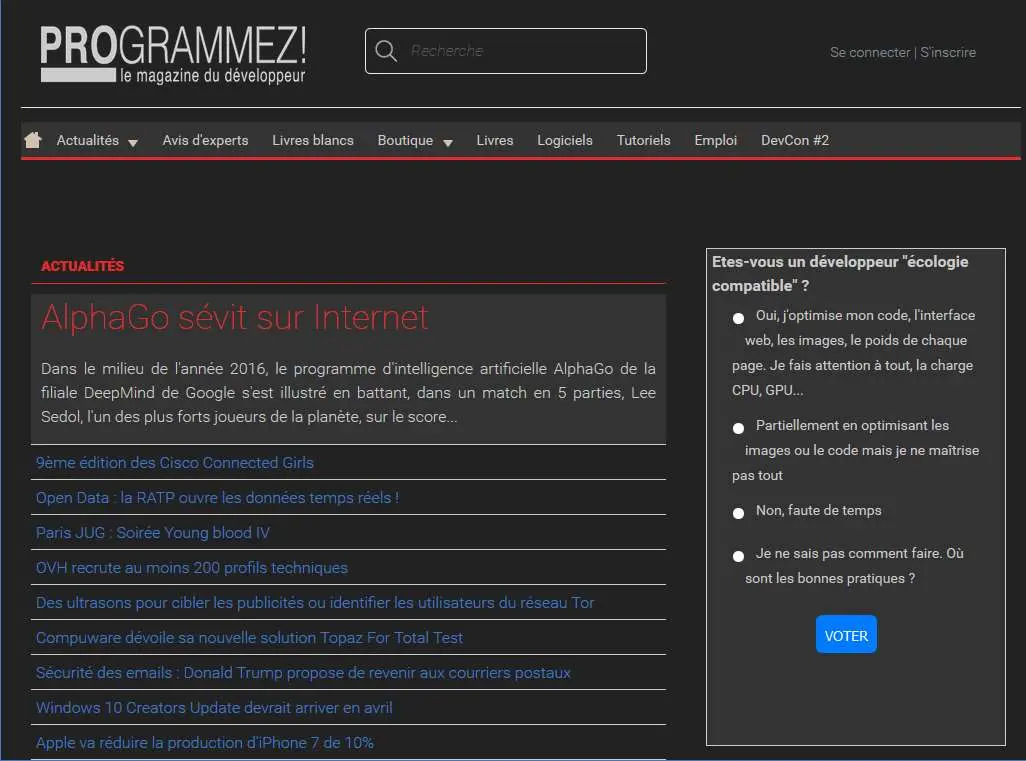 PROGRAMMEZ!
le magazine du développeur
Recherche
Se connecter | S'inscrire
Actualités
Avis d'experts
Livres blancs
Boutique
Livres
Logiciels
Tutoriels
Emploi
DevCon #2
ACTUALITÉS
AlphaGo sévit sur Internet
Dans le milieu de l'année 2016, le programme d'intelligence artificielle AlphaGo de la
filiale DeepMind de Google s'est illustré en battant, dans un match en 5 parties, Lee
Sedol, l'un des plus forts joueurs de la planète, sur le score...
9ème édition des Cisco Connected Girls
Open Data : la RATP ouvre les données temps réels !
Paris JUG : Soirée Young blood IV
OVH recrute au moins 200 profils techniques
Des ultrasons pour cibler les publicités ou identifier les utilisateurs du réseau Tor
Compuware dévoile sa nouvelle solution Topaz For Total Test
Sécurité des emails : Donald Trump propose de revenir aux courriers postaux
Windows 10 Creators Update devrait arriver en avril
Apple va réduire la production d'iPhone 7 de 10%
Etes-vous un développeur "écologie
compatible" ?
Oui, j'optimise mon code, l'interface
web, les images, le poids de chaque
page. Je fais attention à tout, la charge
CPU, GPU...
Partiellement en optimisant les
images ou le code mais je ne maîtrise
pas tout
Non, faute de temps
Je ne sais pas comment faire. Où
sont les bonnes pratiques ?
VOTER